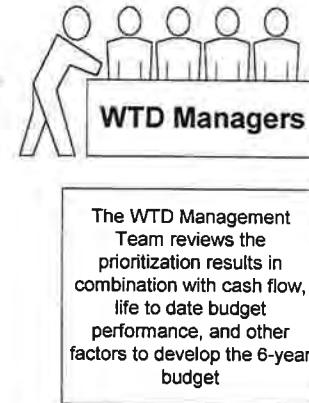 WTD Managers
The WTD Management
Team reviews the
prioritization results in
combination with cash flow,
life to date budget
performance, and other
factors to develop the 6-year
budget